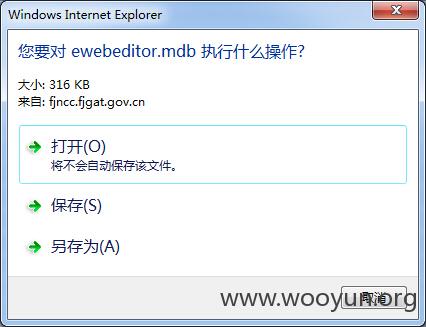 Windows Internet Explorer
您要对 ewebeditor.mdb 执行什么操作?
大小: 316 KB
来自: fjncc.fjgat.gov.cn
打开(O)
将不会自动保存该文件。
保存(S)
另存为(A)
取消
www.wooyun.org